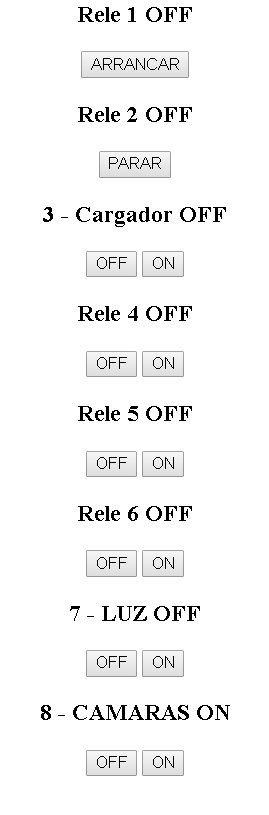 Rele 1 OFF
ARRANCAR
Rele 2 OFF
PARAR
3 - Cargador OFF
OFF ON
Rele 4 OFF
OFF ON
Rele 5 OFF
OFF ON
Rele 6 OFF
OFF ON
7 - LUZ OFF
OFF ON
8 - CAMARAS ON
OFF ON